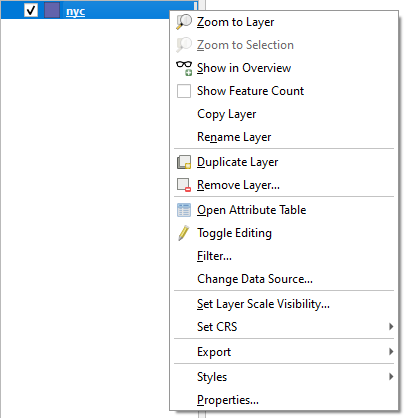 nyc
Zoom to Layer
Zoom to Selection
Show in Overview
Show Feature Count
Copy Layer
Rename Layer
Duplicate Layer
Remove Layer...
Open Attribute Table
Toggle Editing
Filter...
Change Data Source...
Set Layer Scale Visibility...
Set CRS
Export
Styles
Properties...